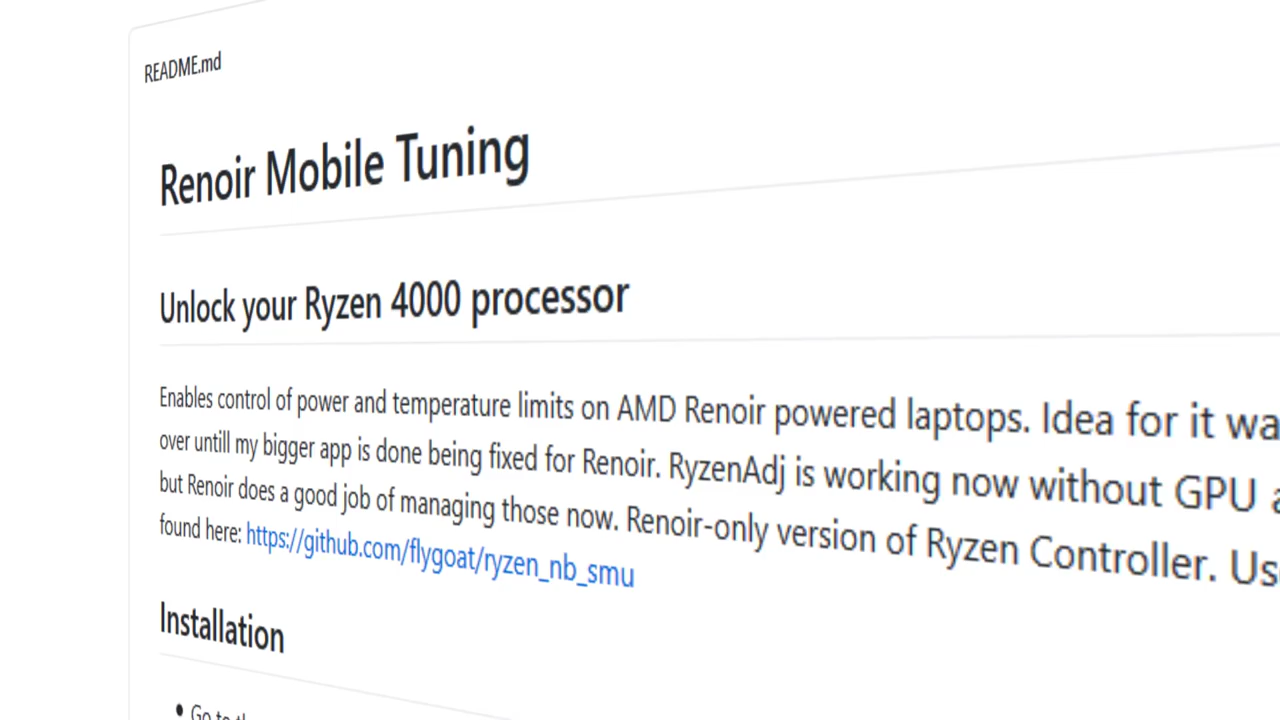 README.md
Renoir Mobile Tuning
Unlock your Ryzen 4000 processor
Enables control of power and temperature limits on AMD Renoir powered laptops. Idea for it wa
over untill my bigger app is done being fixed for Renoir. RyzenAdj is working now without GPU a
but Renoir does a good job of managing those now. Renoir-only version of Ryzen Controller. Us
found here: https://github.com/flygoat/ryzen_nb_smu
Installation
• Go to